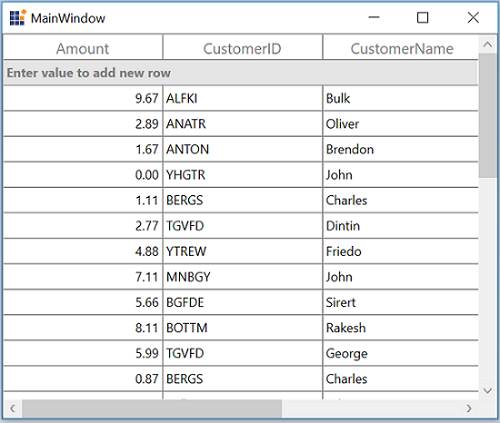 MainWindow
Amount CustomerID CustomerName
Enter value to add new row
9.67 ALFKI Bulk
2.89 ANATR Oliver
1.67 ANTON Brendon
0.00 YHGTR John
1.11 BERGS Charles
2.77 TGVFD Dintin
4.88 YTREW Friedo
7.11 MNBGY John
5.66 BGFDE Sirert
8.11 BOTTM Rakesh
5.99 TGVFD George
0.87 BERGS Charles